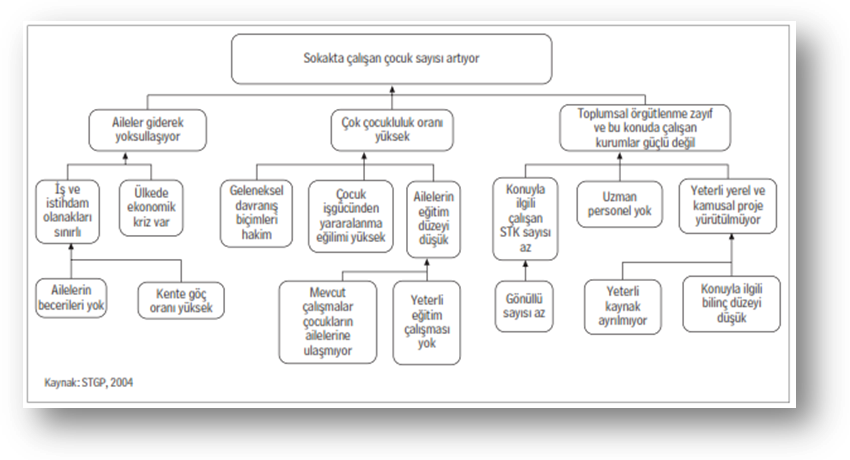 Sokakta çalışan çocuk sayısı artıyor
Aileler giderek
yoksullaşıyor
Çok çocukluluk oranı
yüksek
Toplumsal örgütlenme zayıf
ve bu konuda çalışan
kurumlar güçlü değil
İş ve
istihdam
olanakları
sınırlı
Ülkede
ekonomik
kriz var
Geleneksel
davranış
biçimleri
hakim
Çocuk
işgücünden
yararalanma
eğilimi yüksek
Ailelerin
eğitim
düzeyi
düşük
Konuyla
ilgili
çalışan
STK sayısı
az
Uzman
personel yok
Yeterli yerel ve
kamusal proje
yürütülmüyor
Ailelerin
becerileri yok
Kente göç
oranı yüksek
Mevcut
çalışmalar
çocukların
ailelerine
ulaşmıyor
Yeterli
eğitim
çalışması
yok
Gönüllü
sayısı az
Yeterli
kaynak
ayrılmıyor
Konuyla ilgili
bilinç düzeyi
düşük
Kaynak: STGP, 2004